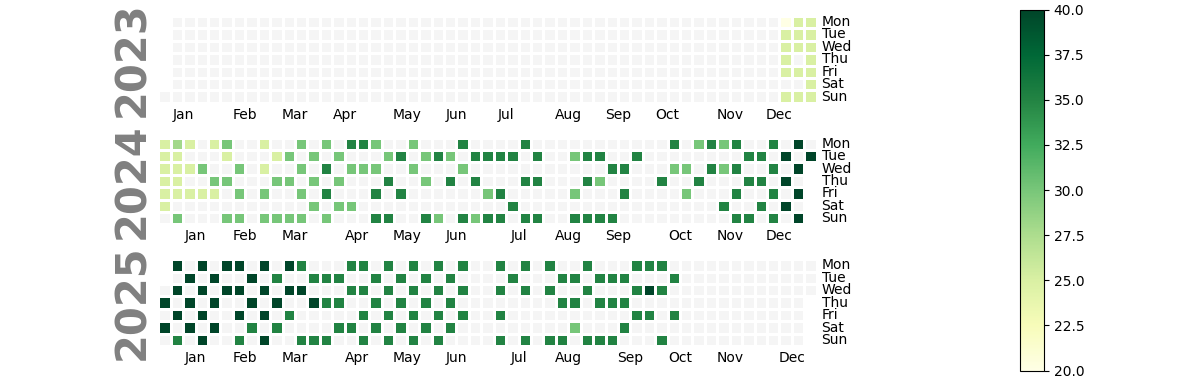 2023
Mon
Tue
Wed
Thu
Fri
Sat
Sun
Jan Feb Mar Apr May Jun Jul Aug Sep Oct Nov Dec
2024
Mon
Tue
Wed
Thu
Fri
Sat
Sun
Jan Feb Mar Apr May Jun Jul Aug Sep Oct Nov Dec
2025
Mon
Tue
Wed
Thu
Fri
Sat
Sun
Jan Feb Mar Apr May Jun Jul Aug Sep Oct Nov Dec
40.0
37.5
35.0
32.5
30.0
27.5
25.0
22.5
20.0